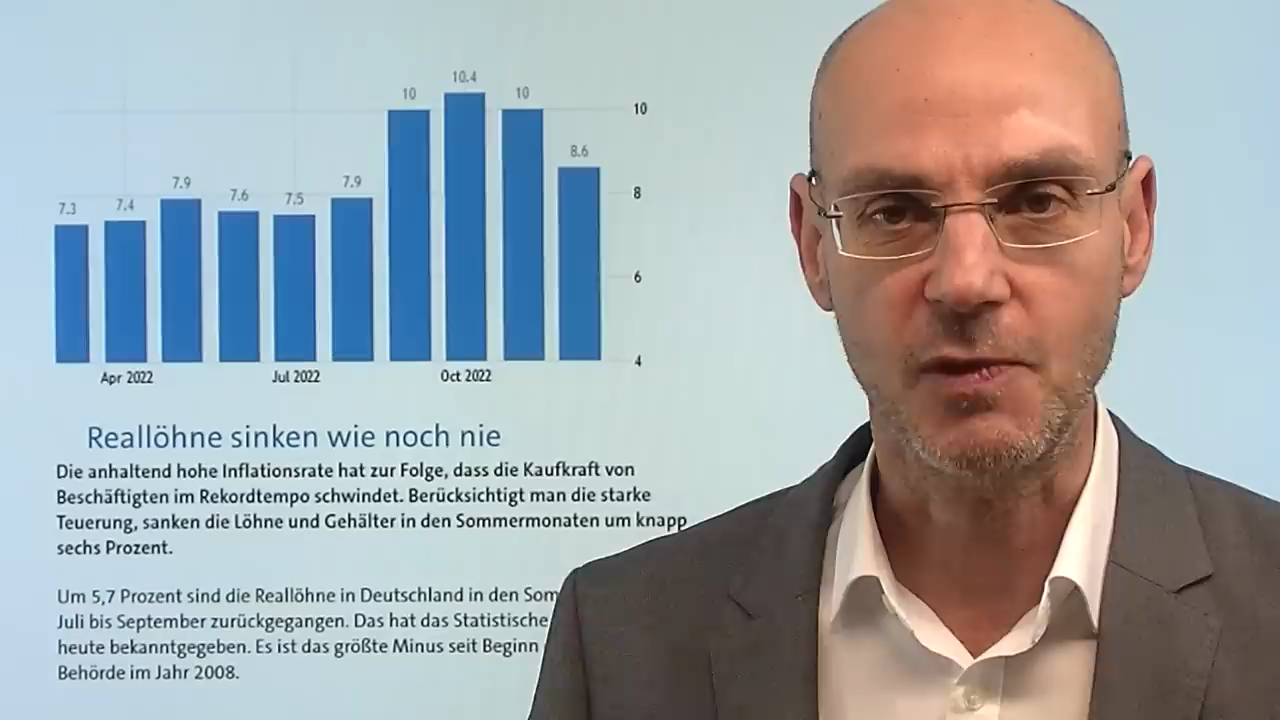 10.4
10
10
10
8.6
7.9
7.9
7.6
7.5
7.4
7.3
8
6
4
Apr 2022
Jul 2022
Oct 2022
Reallöhne sinken wie noch nie
Die anhaltend hohe Inflationsrate hat zur Folge, dass die Kaufkraft von
Beschäftigten im Rekordtempo schwindet. Berücksichtigt man die starke
Teuerung, sanken die Löhne und Gehälter in den Sommermonaten um knapp
sechs Prozent.
Um 5,7 Prozent sind die Reallöhne in Deutschland in den Som
Juli bis September zurückgegangen. Das hat das Statistische
heute bekanntgegeben. Es ist das größte Minus seit Beginn
Behörde im Jahr 2008.